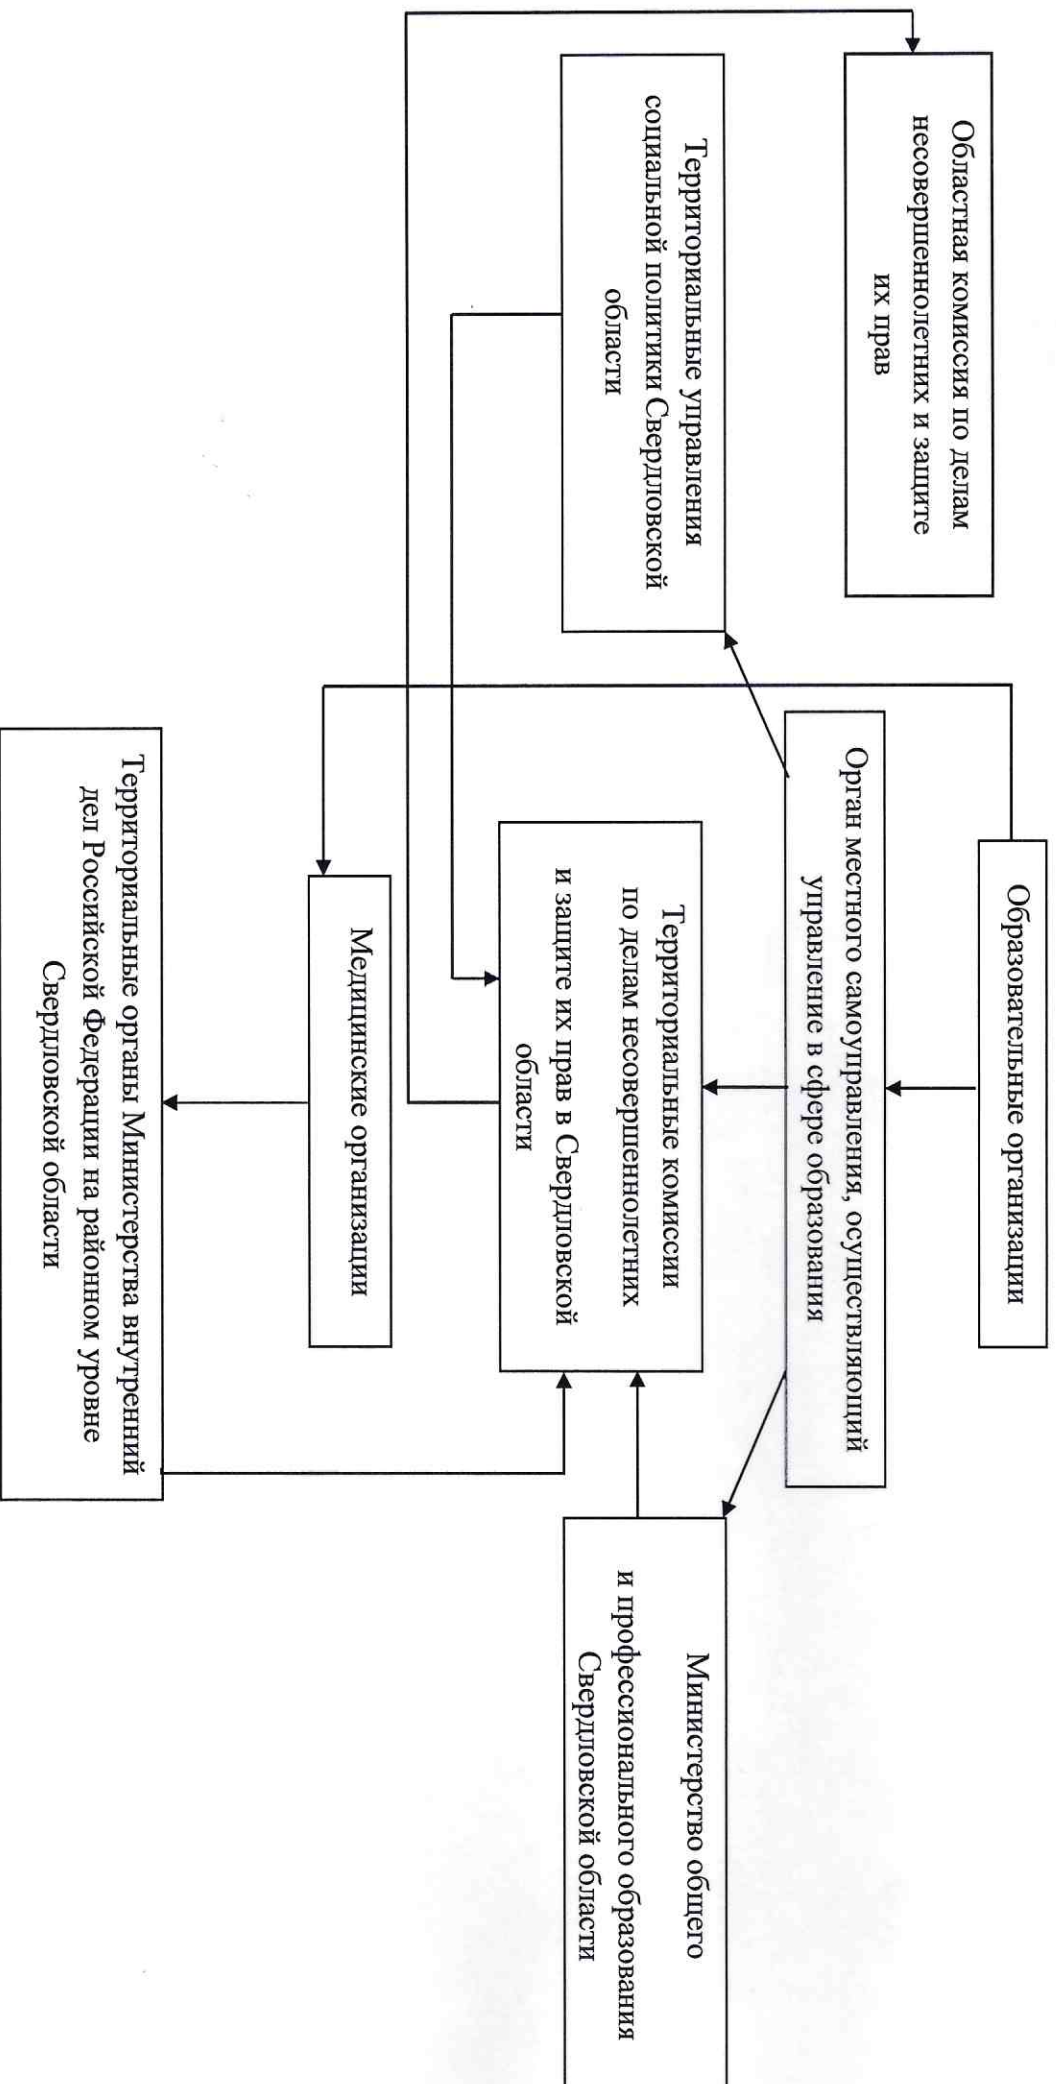 Образовательные организации
Областная комиссия по делам
несовершеннолетних и защите
их прав
Орган местного самоуправления, осуществляющий
управление в сфере образования
Территориальные управления
социальной политики Свердловской
области
Территориальные комиссии
по делам несовершеннолетних
и защите их прав в Свердловской
области
Министерство общего
и профессионального образования
Свердловской области
Медицинские организации
Территориальные органы Министерства внутренний
дел Российской Федерации на районном уровне
Свердловской области